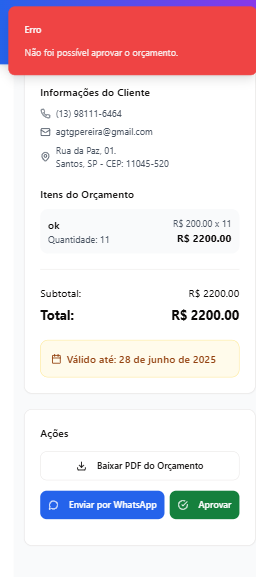 Erro
Não foi possível aprovar o orçamento.
Informações do Cliente
(13) 98111-6464
agtgpereira@gmail.com
Rua da Paz, 01,
Santos, SP - CEP: 11045-520
Itens do Orçamento
ok
R$ 200.00 x 11
Quantidade: 11
R$ 2200.00
Subtotal:
R$ 2200.00
Total:
R$ 2200.00
Válido até: 28 de junho de 2025
Ações
Baixar PDF do Orçamento
Enviar por WhatsApp
Aprovar